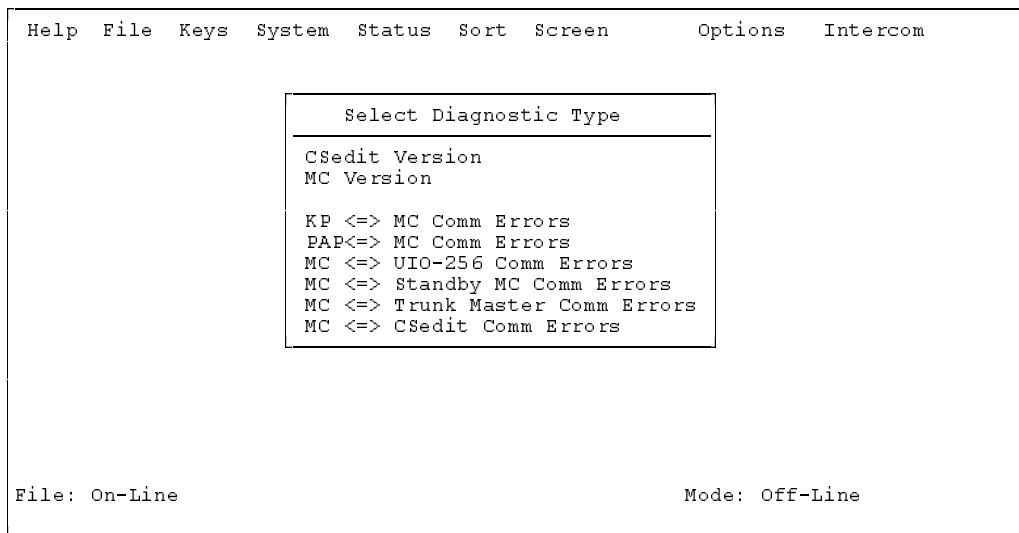 Help File Keys System Status Sort Screen Options Intercom
Select Diagnostic Type
CSedit Version
MC Version
KP <=> MC Comm Errors
PAP<=> MC Comm Errors
MC <=> UIO-256 Comm Errors
MC <=> Standby MC Comm Errors
MC <=> Trunk Master Comm Errors
MC <=> CSedit Comm Errors
File: On-Line Mode: Off-Line